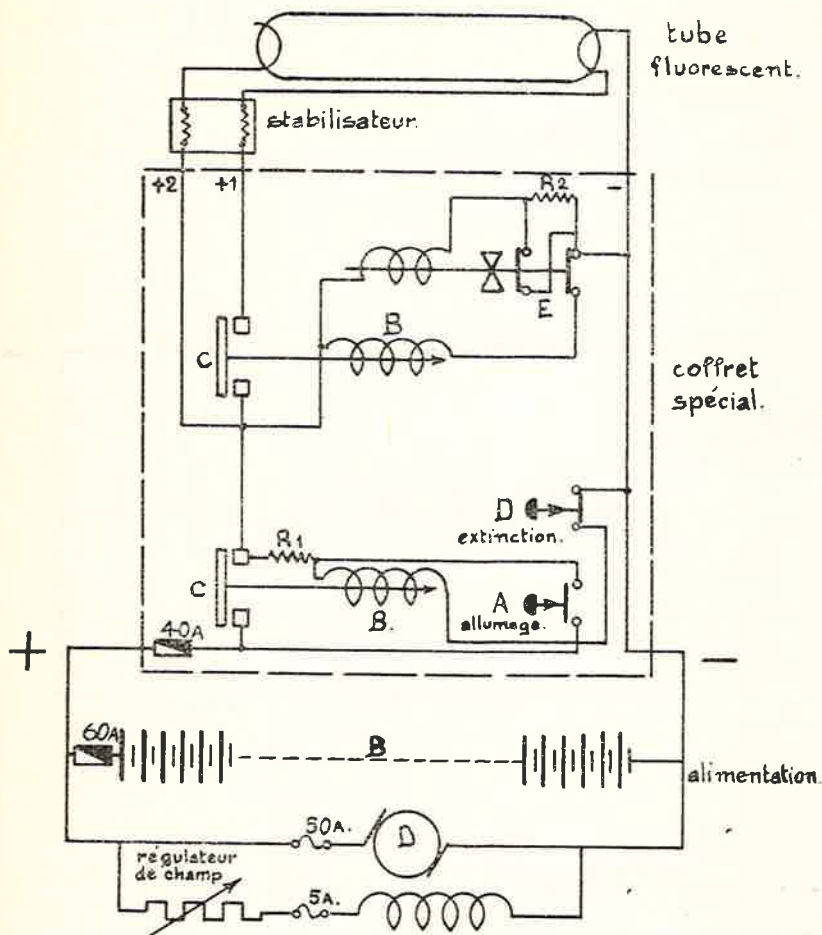 tube
fluorescent.
stabilisateur.
+2 +1
R2
-
E
B
C
coffret
spécial.
D
extinction.
R1
C
B.
A
allumage.
40A
+
-
60A
B
alimentation.
50A.
D
régulateur
de champ
5A.